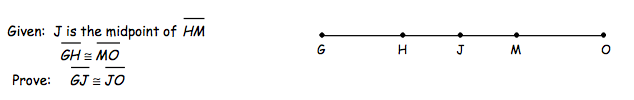 Given: J is the midpoint of HM
GH ≅ MO
Prove: GJ ≅ JO
G H J M O